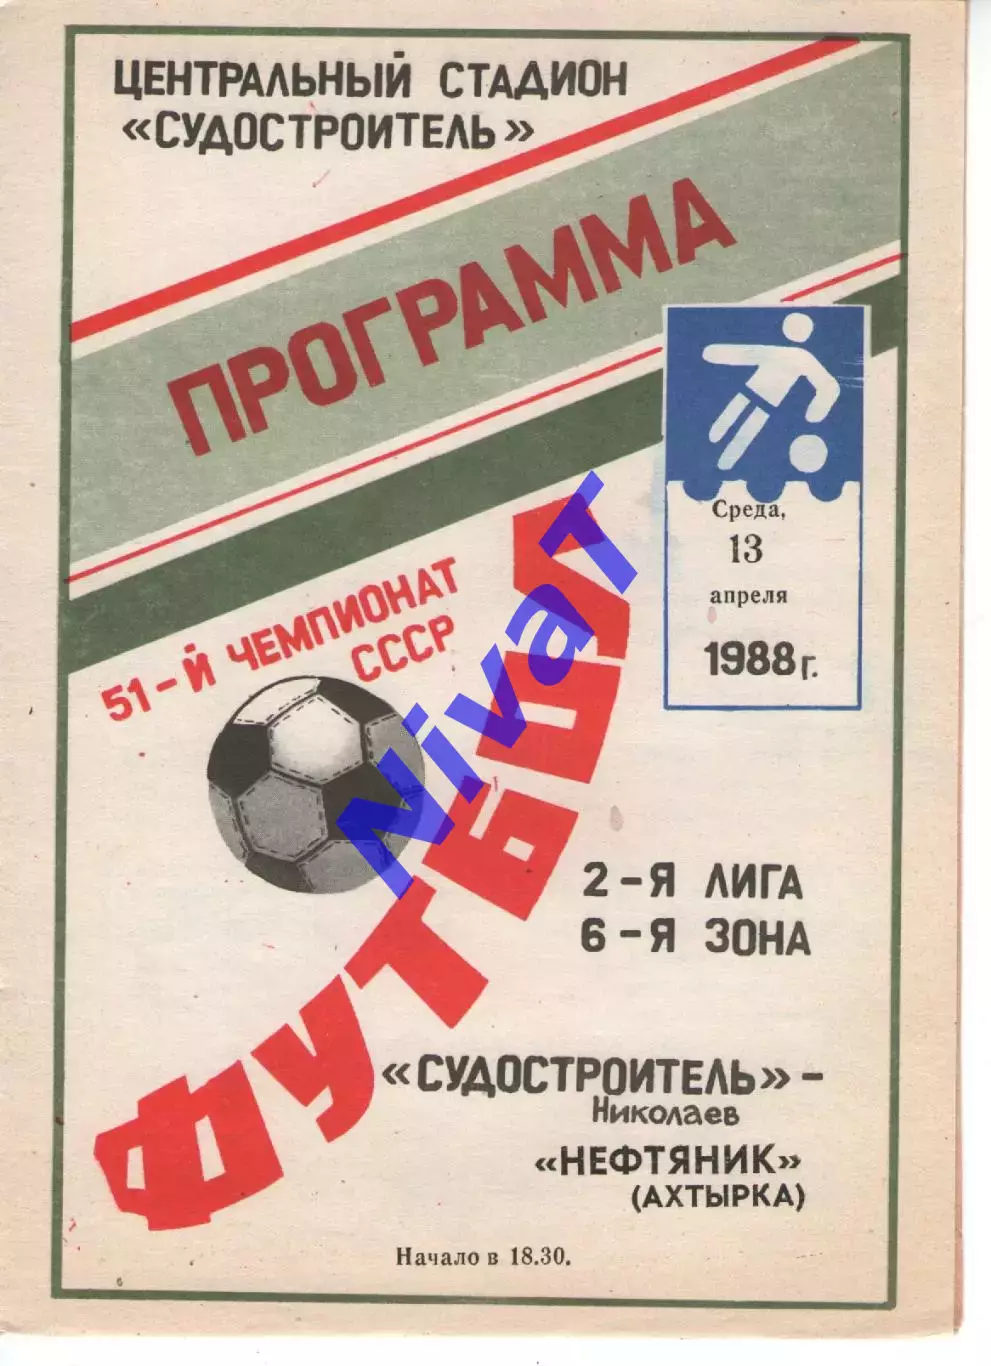 ЦЕНТРАЛЬНЫЙ СТАДИОН
«СУДОСТРОИТЕЛЬ»
ПРОГРАММА
Среда,
13
апреля
1988 г.
51-Й ЧЕМПИОНАТ
СССР
ФУТБОЛ
NivaT
2-Я ЛИГА
6-Я ЗОНА
«СУДОСТРОИТЕЛЬ» -
Николаев
«НЕФТЯНИК»
(АХТЫРКА)
Начало в 18.30.